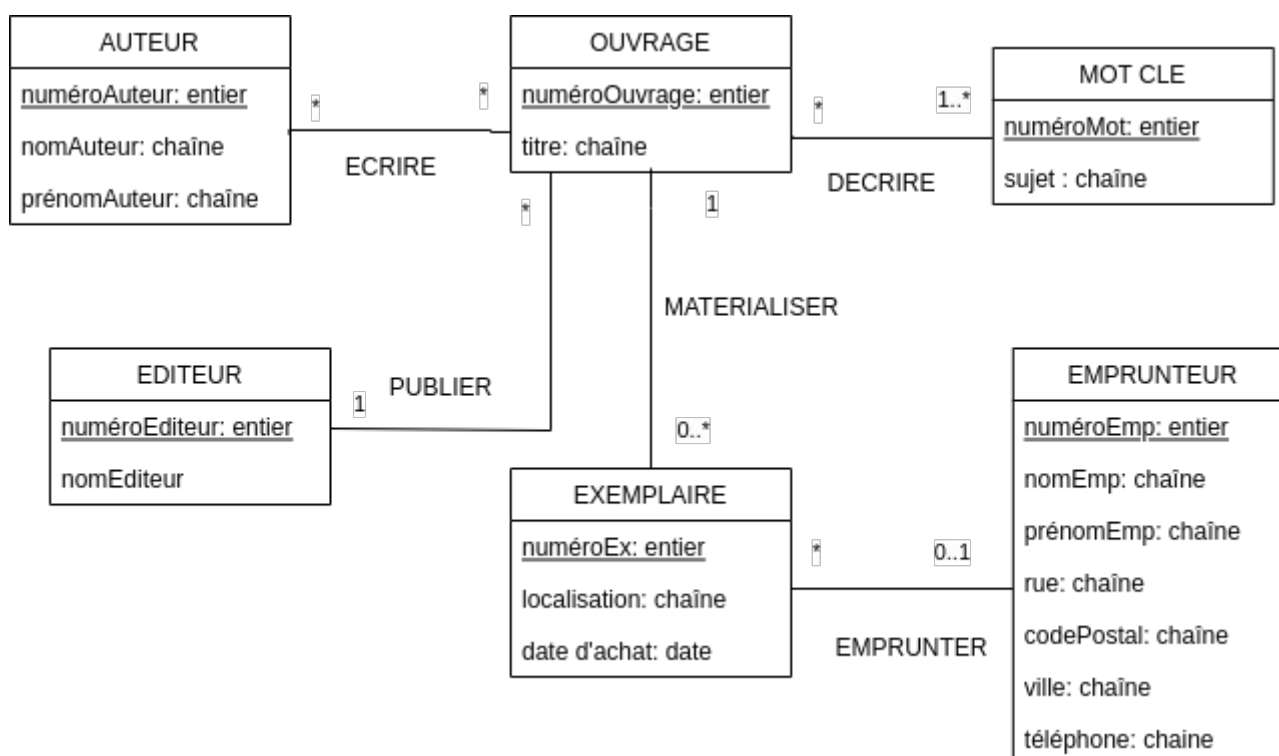 AUTEUR
numéroAuteur: entier
nomAuteur: chaîne
prénomAuteur: chaîne
*
*
ECRIRE
OUVRAGE
numéroOuvrage: entier
titre: chaîne
*
1..*
DECRIRE
MOT CLE
numéroMot: entier
sujet : chaîne
*
1
MATERIALISER
EDITEUR
numéroEditeur: entier
nomEditeur
1
PUBLIER
0..*
EXEMPLAIRE
numéroEx: entier
localisation: chaîne
date d'achat: date
*
0..1
EMPRUNTER
EMPRUNTEUR
numéroEmp: entier
nomEmp: chaîne
prénomEmp: chaîne
rue: chaîne
codePostal: chaîne
ville: chaîne
téléphone: chaine